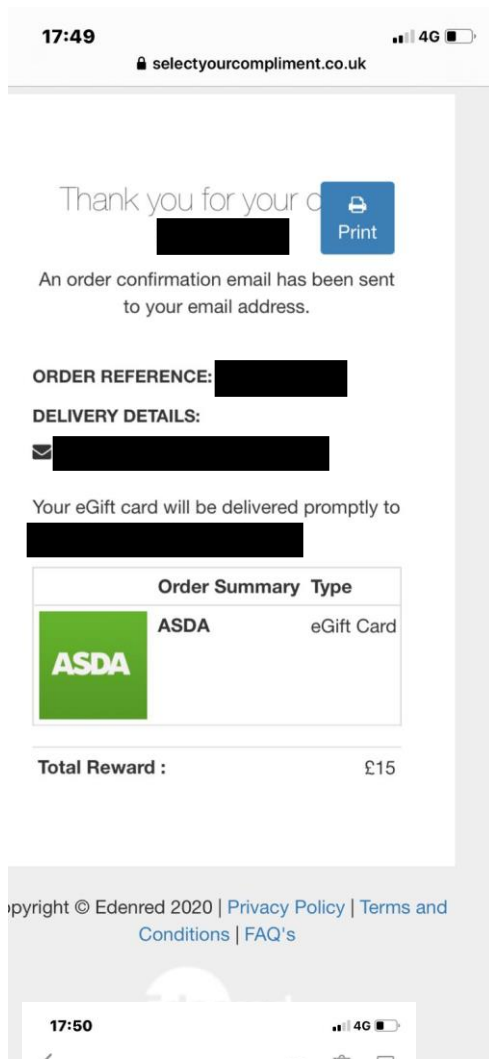 17:49 4G
selectyourcompliment.co.uk
Thank you for your
Print
An order confirmation email has been sent
to your email address.
ORDER REFERENCE:
DELIVERY DETAILS:
Your eGift card will be delivered promptly to
Order Summary Type
ASDA eGift Card
ASDA
Total Reward : £15
opyright © Edenred 2020 | Privacy Policy | Terms and
Conditions | FAQ's
17:50 4G